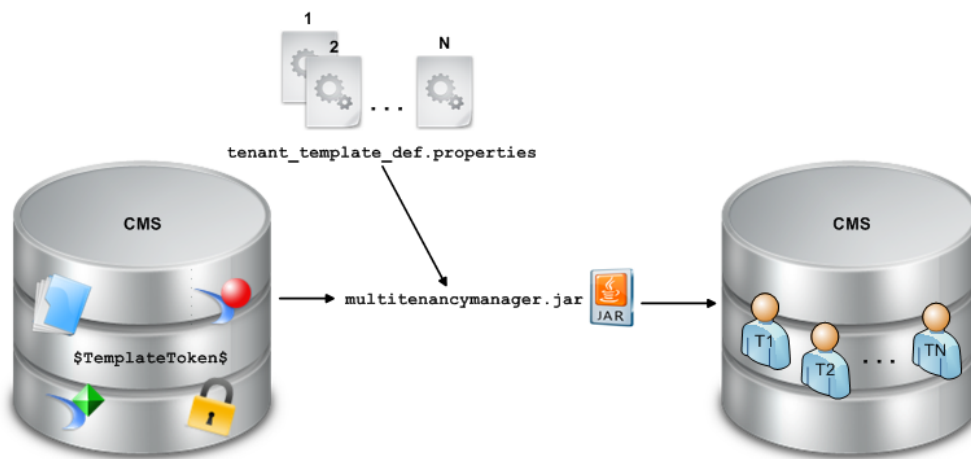 1
2
N
. . .
tenant_template_def.properties
CMS
CMS
multitenancymanager.jar
JAR
$TemplateToken$
T1
T2
. . .
TN